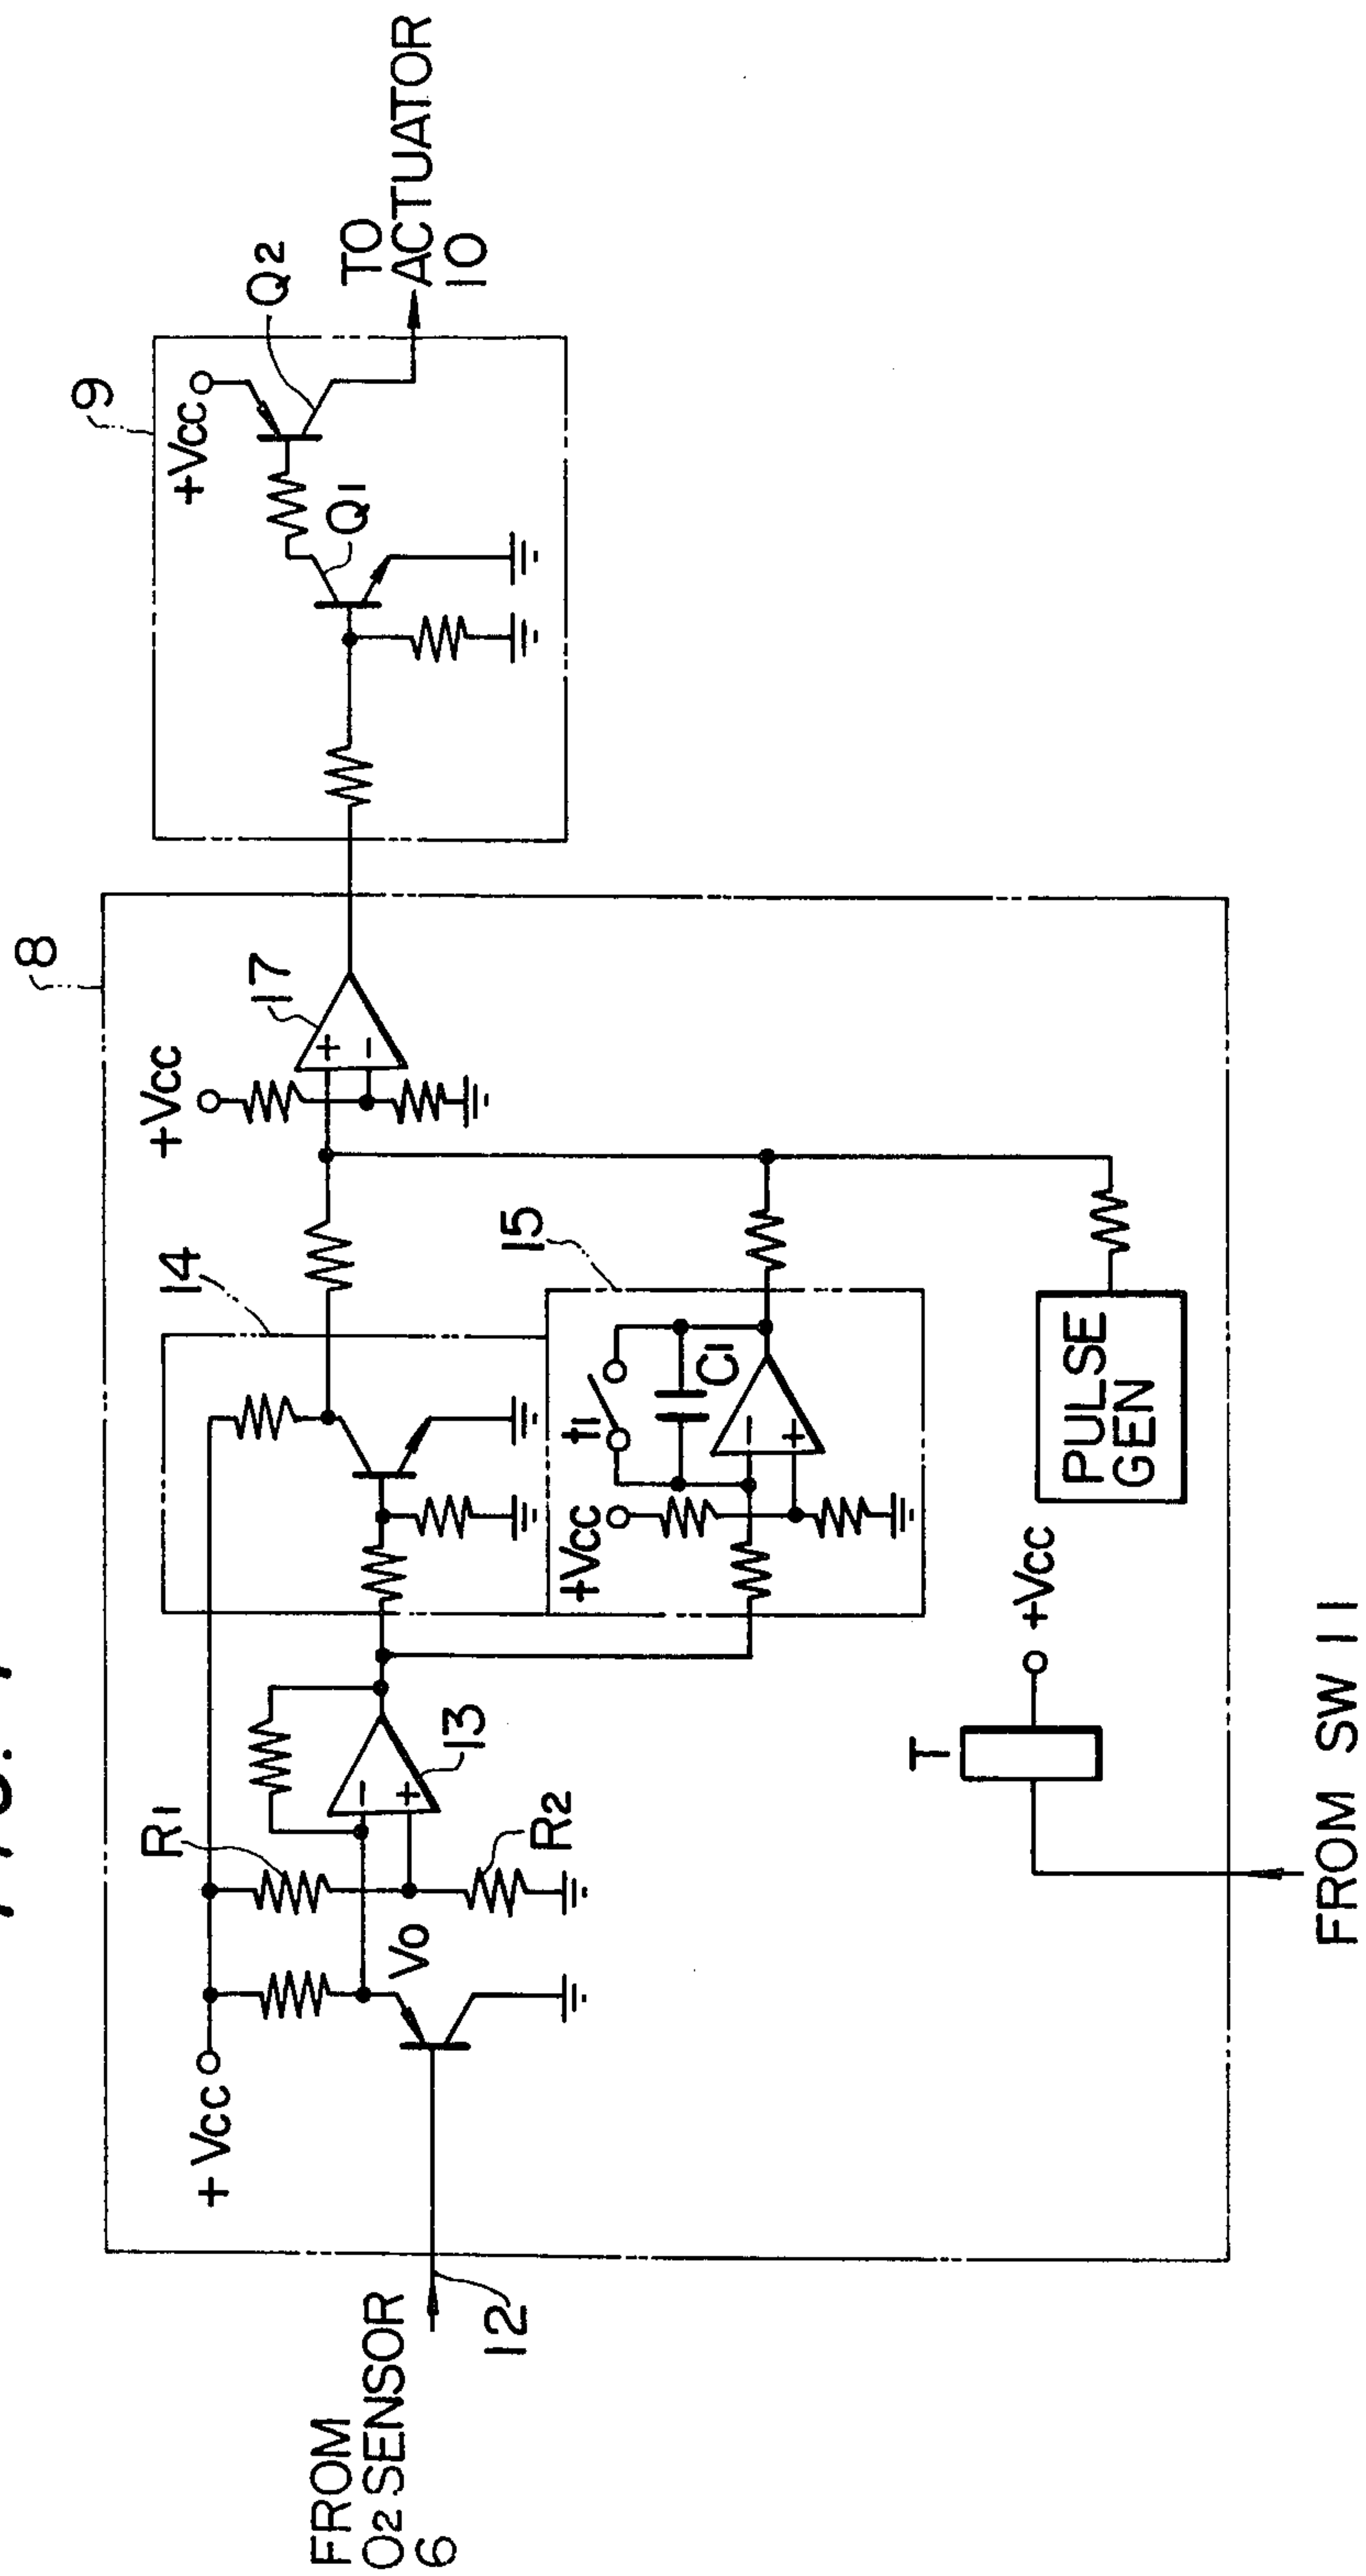 FROM
O2 SENSOR
6
12
+Vcc
V0
R1
R2
13
14
+Vcc
t1
C1
15
+Vcc
17
8
T
+Vcc
PULSE
GEN
FROM SW 11
9
+Vcc
Q1
Q2
TO
ACTUATOR
10